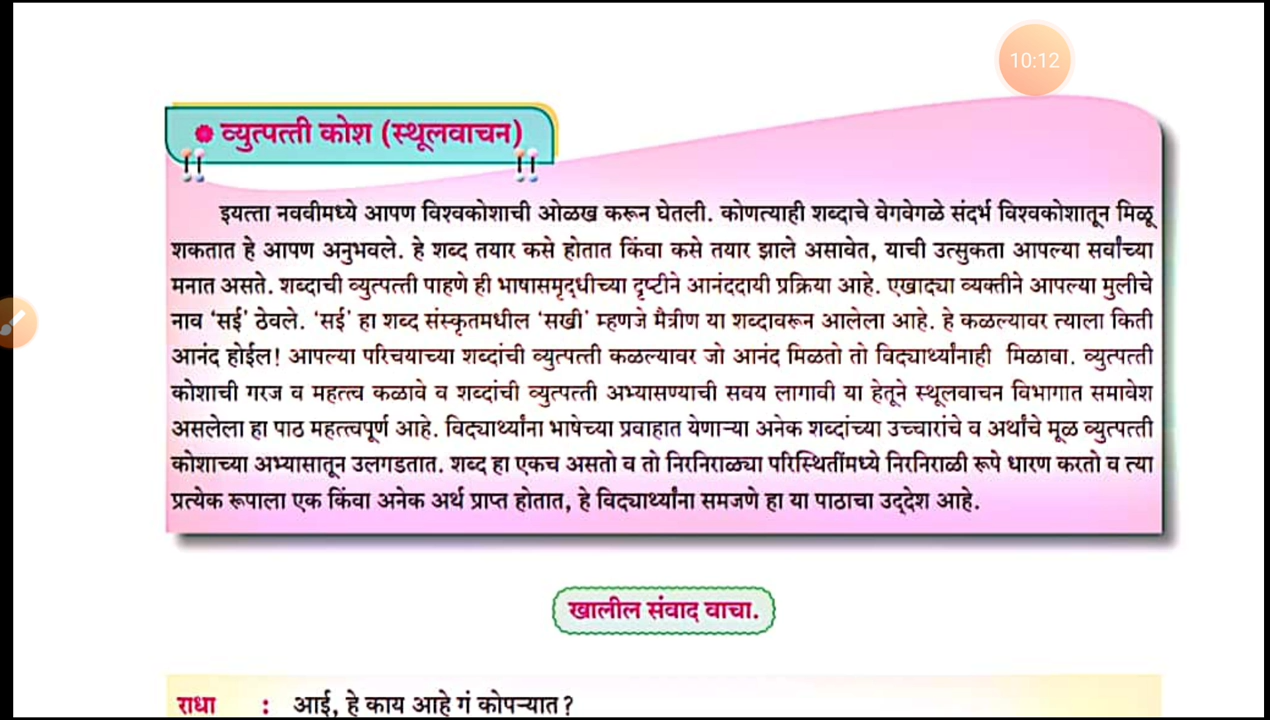 10:12
व्युत्पत्ती कोश (स्थूलवाचन)
इयत्ता नववीमध्ये आपण विश्वकोशाची ओळख करून घेतली. कोणत्याही शब्दाचे वेगवेगळे संदर्भ विश्वकोशातून मिळू
शकतात हे आपण अनुभवले. हे शब्द तयार कसे होतात किंवा कसे तयार झाले असावेत, याची उत्सुकता आपल्या सर्वांच्या
मनात असते. शब्दाची व्युत्पत्ती पाहणे ही भाषासमृद्धीच्या दृष्टीने आनंददायी प्रक्रिया आहे. एखाद्या व्यक्तीने आपल्या मुलीचे
नाव ‘सई’ ठेवले. ‘सई’ हा शब्द संस्कृतमधील ‘सखी’ म्हणजे मैत्रीण या शब्दावरून आलेला आहे. हे कळल्यावर त्याला किती
आनंद होईल! आपल्या परिचयाच्या शब्दांची व्युत्पत्ती कळल्यावर जो आनंद मिळतो तो विद्यार्थ्यांनाही मिळावा. व्युत्पत्ती
कोशाची गरज व महत्त्व कळावे व शब्दांची व्युत्पत्ती अभ्यासण्याची सवय लागावी या हेतूने स्थूलवाचन विभागात समावेश
असलेला हा पाठ महत्त्वपूर्ण आहे. विद्यार्थ्यांना भाषेच्या प्रवाहात येणाऱ्या अनेक शब्दांच्या उच्चारांचे व अर्थांचे मूळ व्युत्पत्ती
कोशाच्या अभ्यासातून उलगडतात. शब्द हा एकच असतो व तो निरनिराळ्या परिस्थितींमध्ये निरनिराळी रूपे धारण करतो व त्या
प्रत्येक रूपाला एक किंवा अनेक अर्थ प्राप्त होतात, हे विद्यार्थ्यांना समजणे हा या पाठाचा उद्देश आहे.
खालील संवाद वाचा.
राधा : आई, हे काय आहे गं कोपऱ्यात?